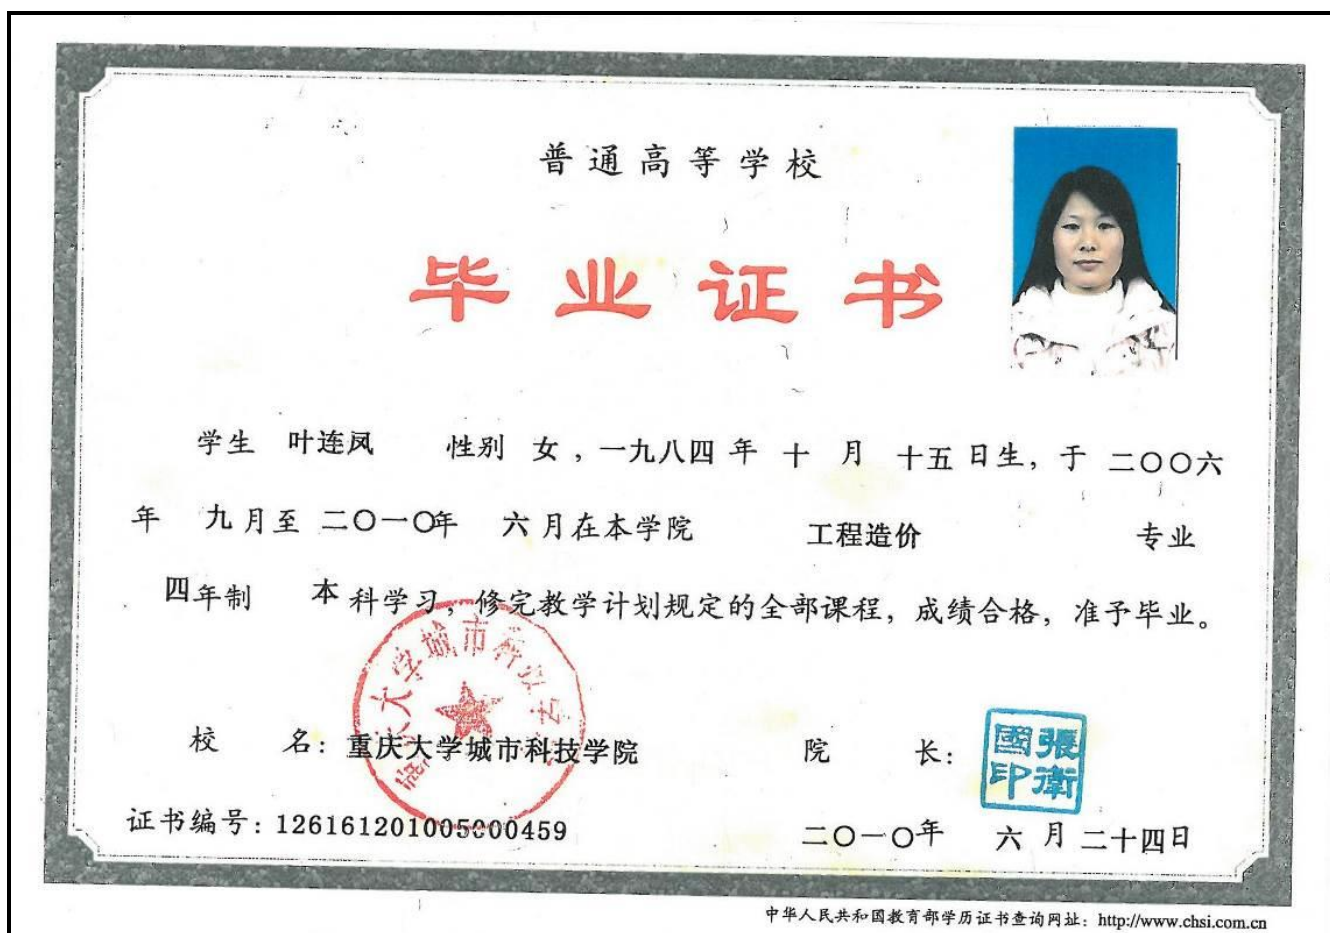 普通高等学校
毕业证书
学生 叶连凤 性别 女，一九八四年 十 月 十五日生，于 二〇〇六
年 九月至 二〇一〇年 六月在本学院 工程造价 专业
四年制 本科学习，修完教学计划规定的全部课程，成绩合格，准予毕业。
校 名：重庆大学城市科技学院 院 长：
張衛國印
证书编号：126161201005000459 二〇一〇年 六 月 二十四日
中华人民共和国教育部学历证书查询网址：http://www.chsi.com.cn